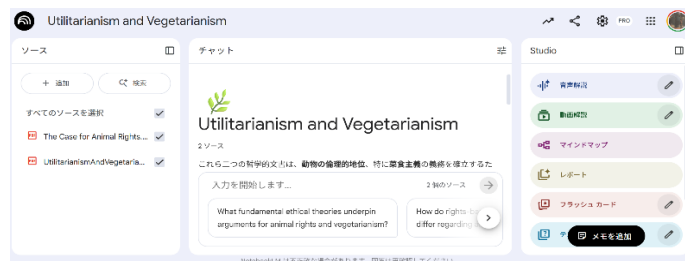 Utilitarianism and Vegetarianism
PRO
ソース
+ 追加
検索
すべてのソースを選択
The Case for Animal Rights...
UtilitarianismAndVegetaria...
チャット
Utilitarianism and Vegetarianism
2 ソース
これら二つの哲学的文書は、動物の倫理的地位、特に菜食主義の義務を確立するた
入力を開始します...
2 個のソース
What fundamental ethical theories underpin
arguments for animal rights and vegetarianism?
How do rights-
differ regarding
Studio
音声解説
動画解説
マインドマップ
レポート
フラッシュ カード
メモを追加